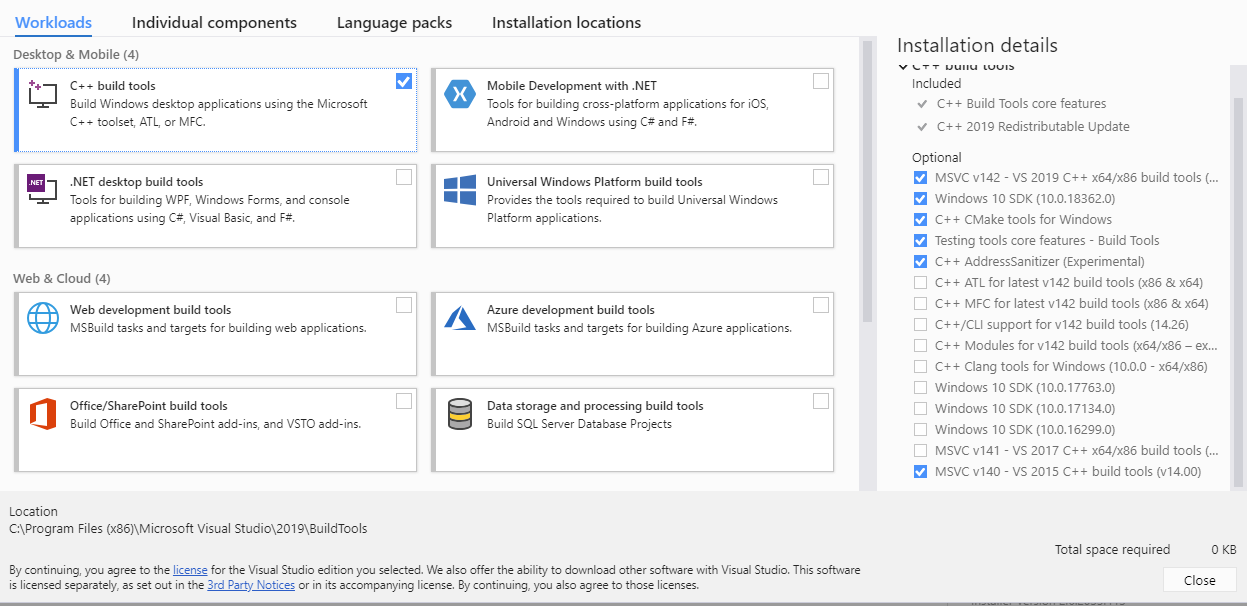 Workloads
Individual components
Language packs
Installation locations
Desktop & Mobile (4)
C++ build tools
Build Windows desktop applications using the Microsoft
C++ toolset, ATL, or MFC.
Mobile Development with .NET
Tools for building cross-platform applications for iOS,
Android and Windows using C# and F#.
.NET
.NET desktop build tools
Tools for building WPF, Windows Forms, and console
applications using C#, Visual Basic, and F#.
Universal Windows Platform build tools
Provides the tools required to build Universal Windows
Platform applications.
Web & Cloud (4)
Web development build tools
MSBuild tasks and targets for building web applications.
Azure development build tools
MSBuild tasks and targets for building Azure applications.
Office/SharePoint build tools
Build Office and SharePoint add-ins, and VSTO add-ins.
Data storage and processing build tools
Build SQL Server Database Projects
Installation details
C++ build tools
Included
C++ Build Tools core features
C++ 2019 Redistributable Update
Optional
MSVC v142 - VS 2019 C++ x64/x86 build tools (...
Windows 10 SDK (10.0.18362.0)
C++ CMake tools for Windows
Testing tools core features - Build Tools
C++ AddressSanitizer (Experimental)
C++ ATL for latest v142 build tools (x86 & x64)
C++ MFC for latest v142 build tools (x86 & x64)
C++/CLI support for v142 build tools (14.26)
C++ Modules for v142 build tools (x64/x86 – ex...
C++ Clang tools for Windows (10.0.0 - x64/x86)
Windows 10 SDK (10.0.17763.0)
Windows 10 SDK (10.0.17134.0)
Windows 10 SDK (10.0.16299.0)
MSVC v141 - VS 2017 C++ x64/x86 build tools (...
MSVC v140 - VS 2015 C++ build tools (v14.00)
Location
C:\Program Files (x86)\Microsoft Visual Studio\2019\BuildTools
Total space required 0 KB
By continuing, you agree to the license for the Visual Studio edition you selected. We also offer the ability to download other software with Visual Studio. This software
is licensed separately, as set out in the 3rd Party Notices or in its accompanying license. By continuing, you also agree to those licenses.
Close